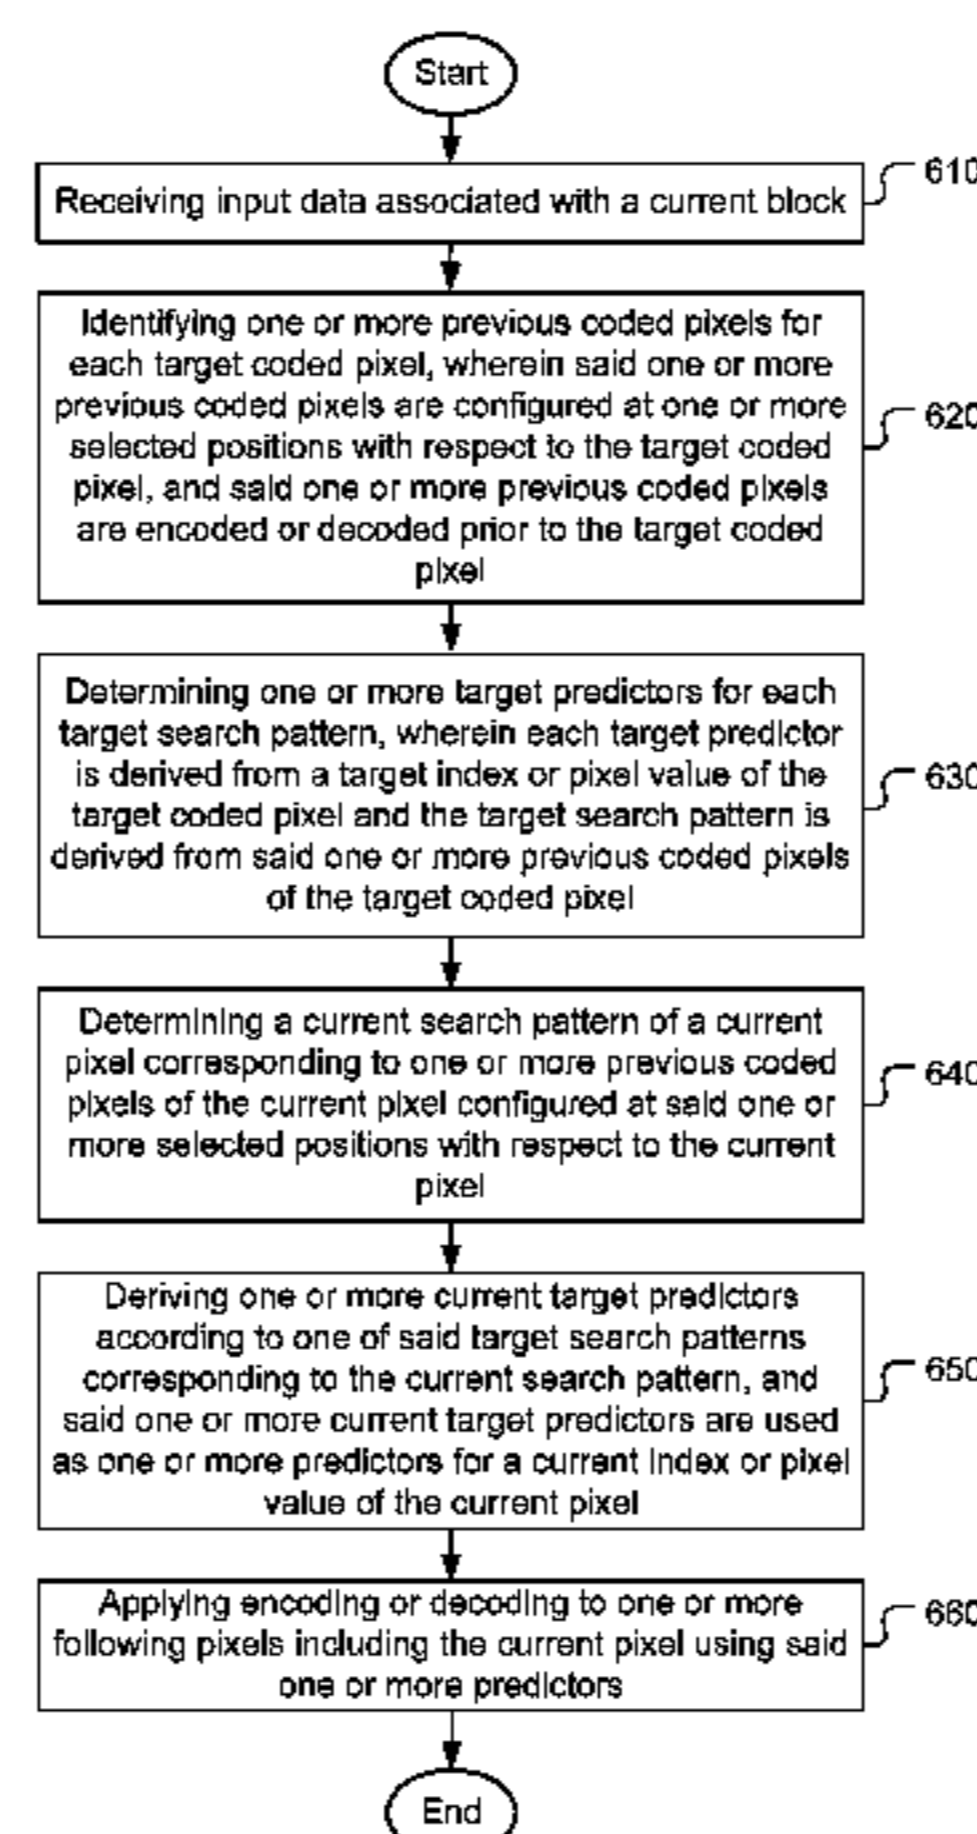 Start
Receiving input data associated with a current block
610
Identifying one or more previous coded pixels for
each target coded pixel, wherein said one or more
previous coded pixels are configured at one or more
selected positions with respect to the target coded
pixel, and said one or more previous coded pixels
are encoded or decoded prior to the target coded
pixel
620
Determining one or more target predictors for each
target search pattern, wherein each target predictor
is derived from a target index or pixel value of the
target coded pixel and the target search pattern is
derived from said one or more previous coded pixels
of the target coded pixel
630
Determining a current search pattern of a current
pixel corresponding to one or more previous coded
pixels of the current pixel configured at said one or
more selected positions with respect to the current
pixel
640
Deriving one or more current target predictors
according to one of said target search patterns
corresponding to the current search pattern, and
said one or more current target predictors are used
as one or more predictors for a current index or pixel
value of the current pixel
650
Applying encoding or decoding to one or more
following pixels including the current pixel using said
one or more predictors
660
End